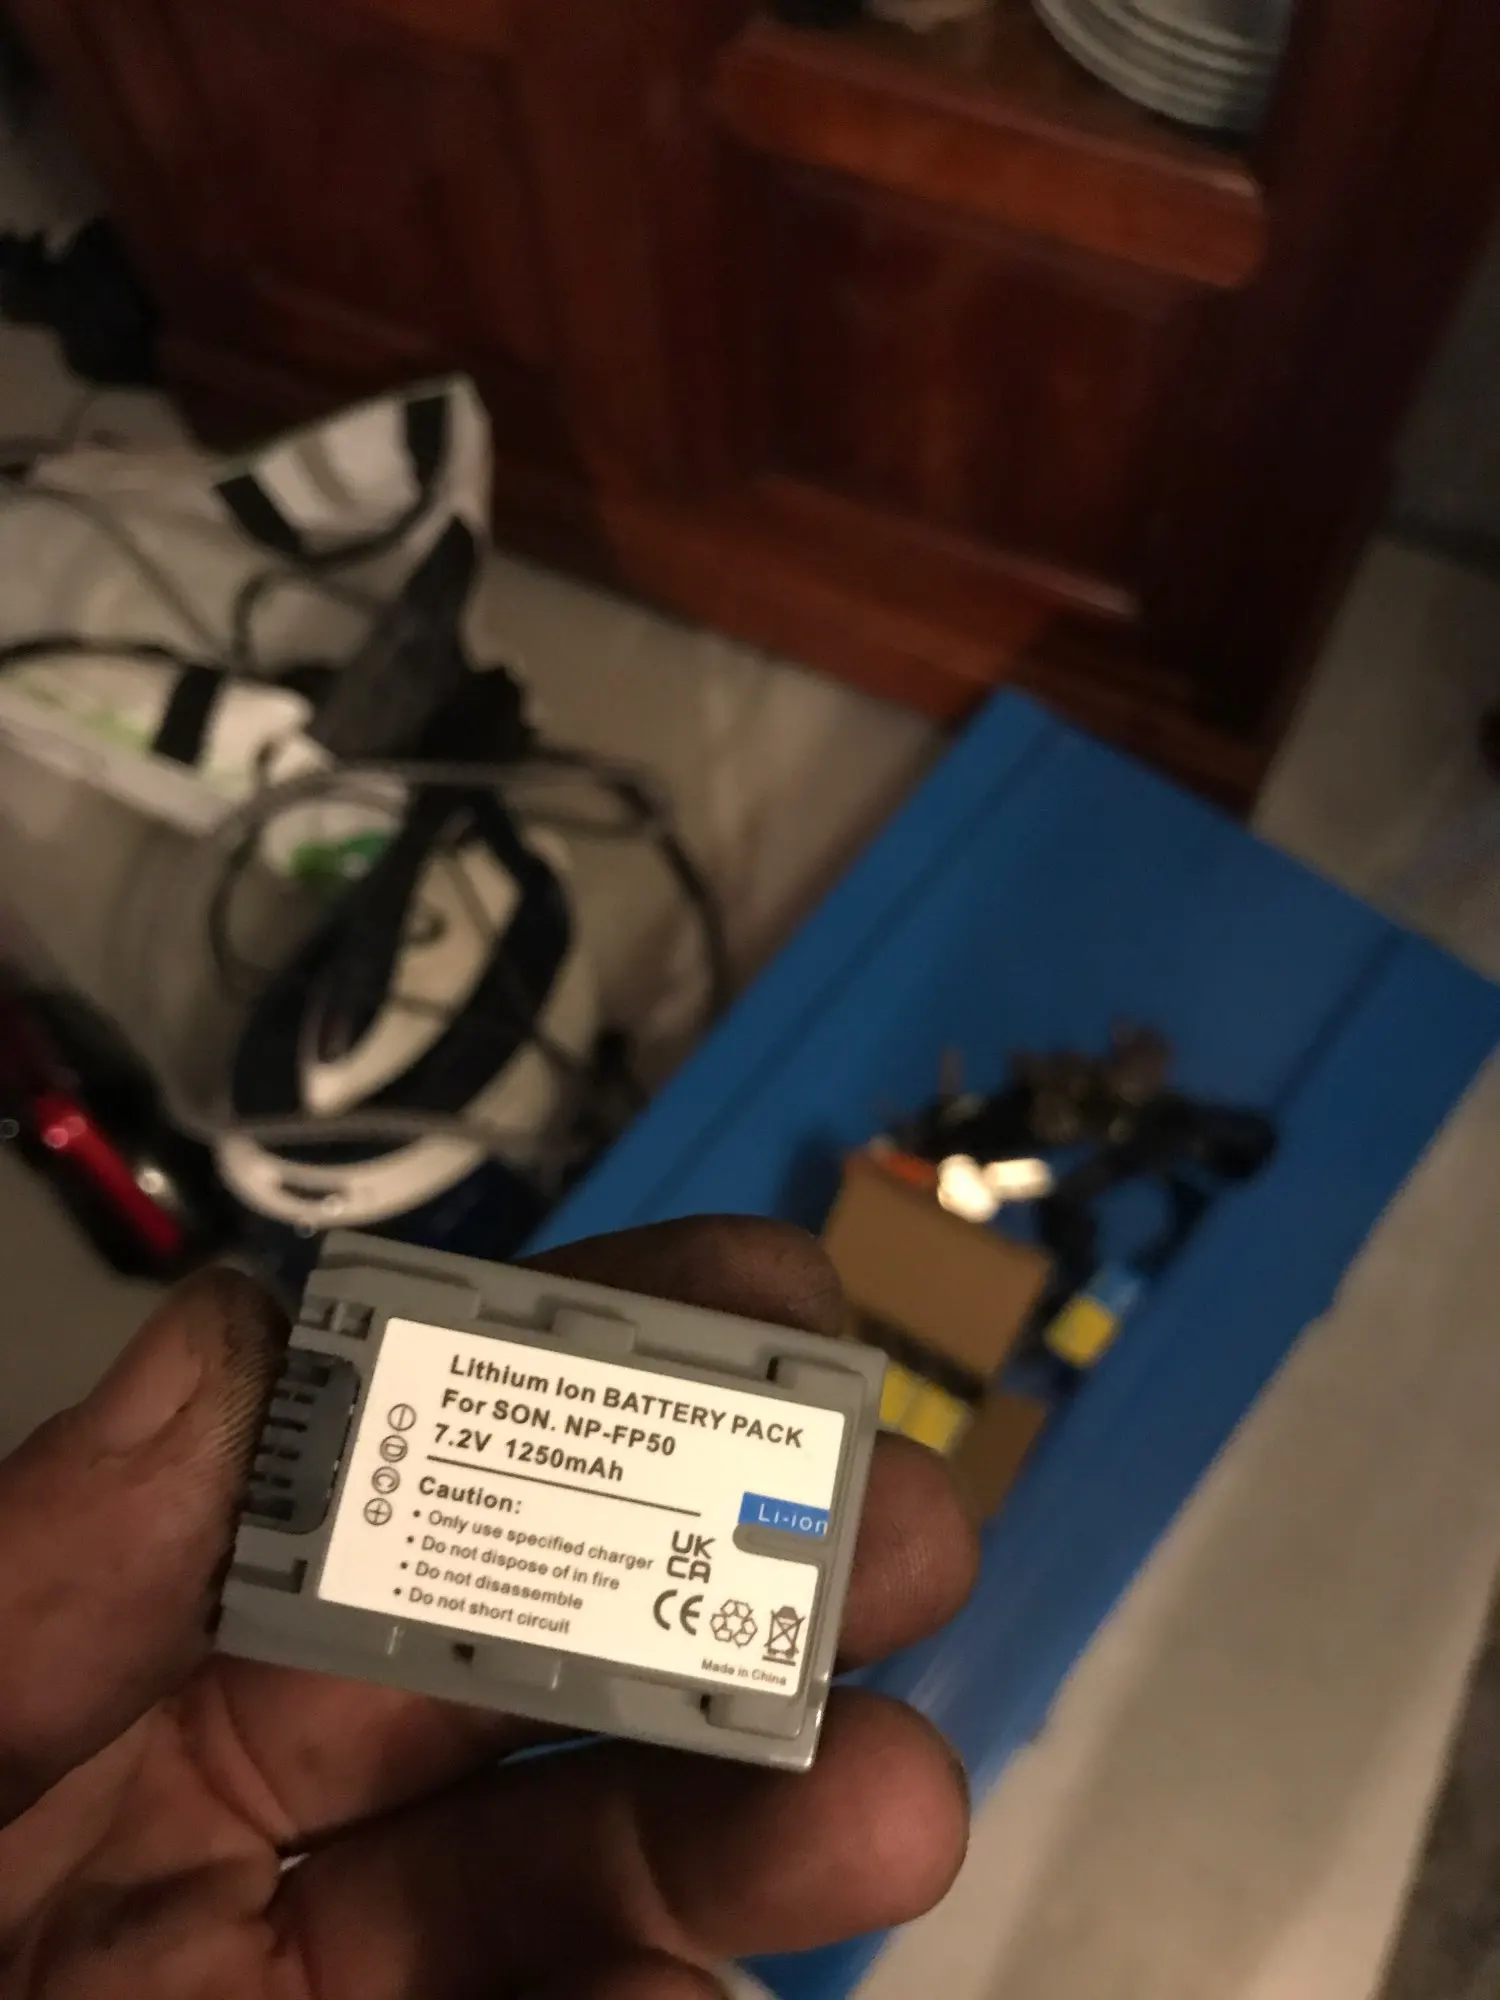 Lithium Ion BATTERY PACK
For SON. NP-FP50
7.2V 1250mAh
Caution:
• Only use specified charger
• Do not dispose of in fire
• Do not disassemble
• Do not short circuit
D
C
Li-ion
UK
CA
CE
Made in China